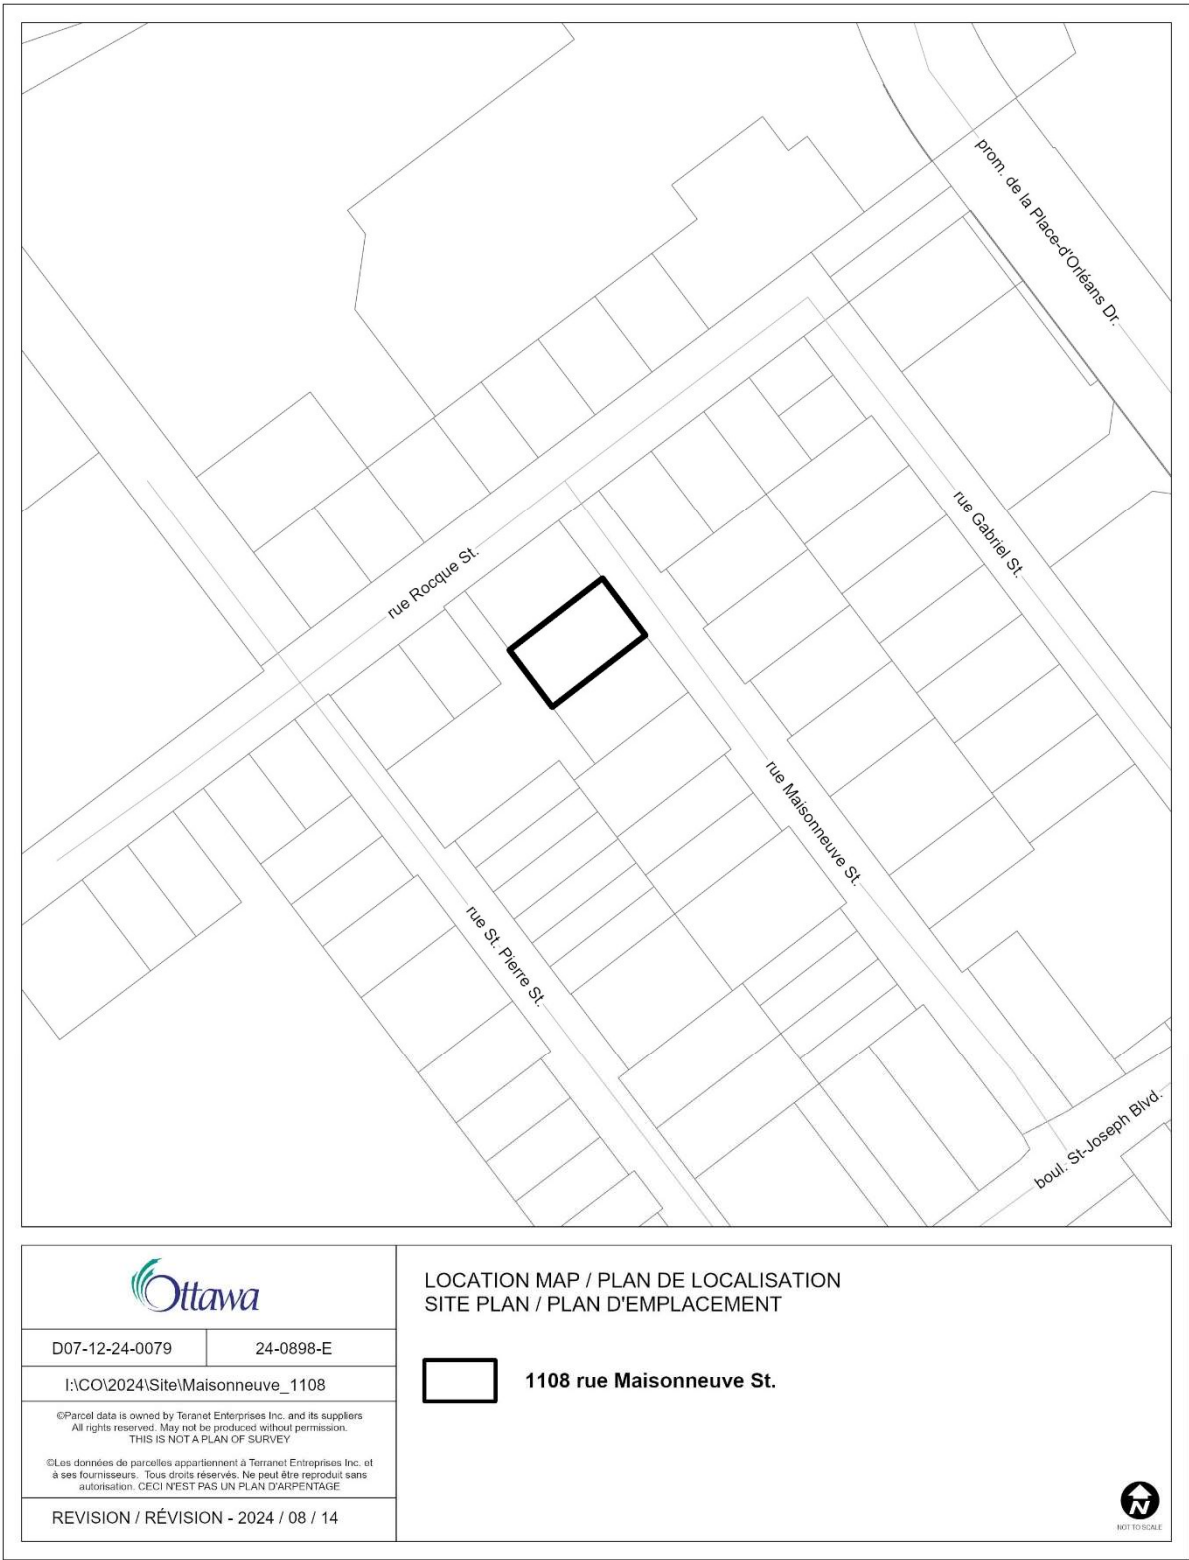 prom. de la Place-d'Orléans Dr.
rue Gabriel St.
rue Rocque St.
rue Maisonneuve St.
rue St. Pierre St.
boul. St-Joseph Blvd.
Ottawa
D07-12-24-0079
24-0898-E
I:\CO\2024\Site\Maisonneuve_1108
©Parcel data is owned by Teranet Enterprises Inc. and its suppliers
All rights reserved. May not be produced without permission.
THIS IS NOT A PLAN OF SURVEY
©Les données de parcelles appartiennent à Terranet Entreprises Inc. et
à ses fournisseurs. Tous droits réservés. Ne peut être reproduit sans
autorisation. CECI N'EST PAS UN PLAN D'ARPENTAGE
REVISION / RÉVISION - 2024 / 08 / 14
LOCATION MAP / PLAN DE LOCALISATION
SITE PLAN / PLAN D'EMPLACEMENT
1108 rue Maisonneuve St.
N
NOT TO SCALE